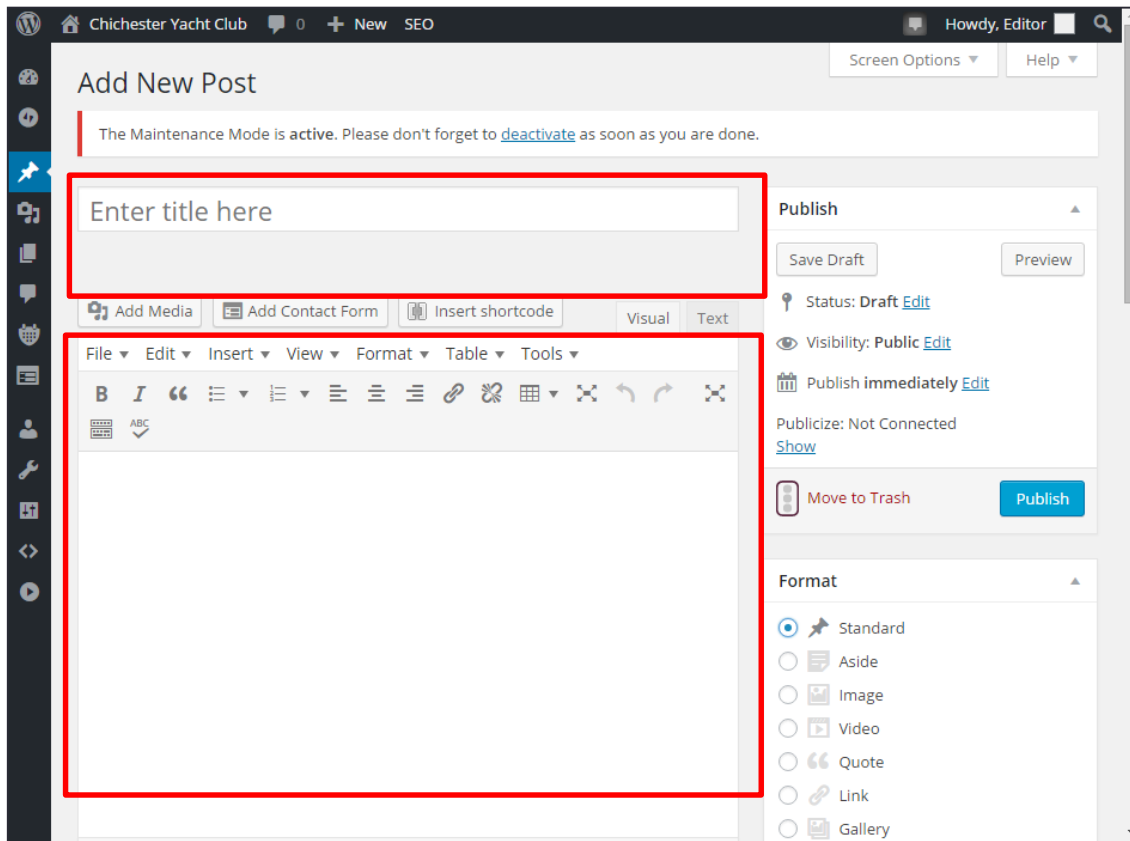 Chichester Yacht Club 0 + New SEO Howdy, Editor
Screen Options Help
Add New Post
The Maintenance Mode is active. Please don't forget to deactivate as soon as you are done.
Enter title here
Add Media Add Contact Form Insert shortcode Visual Text
File Edit Insert View Format Table Tools
B I
ABC
Publish
Save Draft Preview
Status: Draft Edit
Visibility: Public Edit
Publish immediately Edit
Publicize: Not Connected
Show
Move to Trash Publish
Format
Standard
Aside
Image
Video
Quote
Link
Gallery